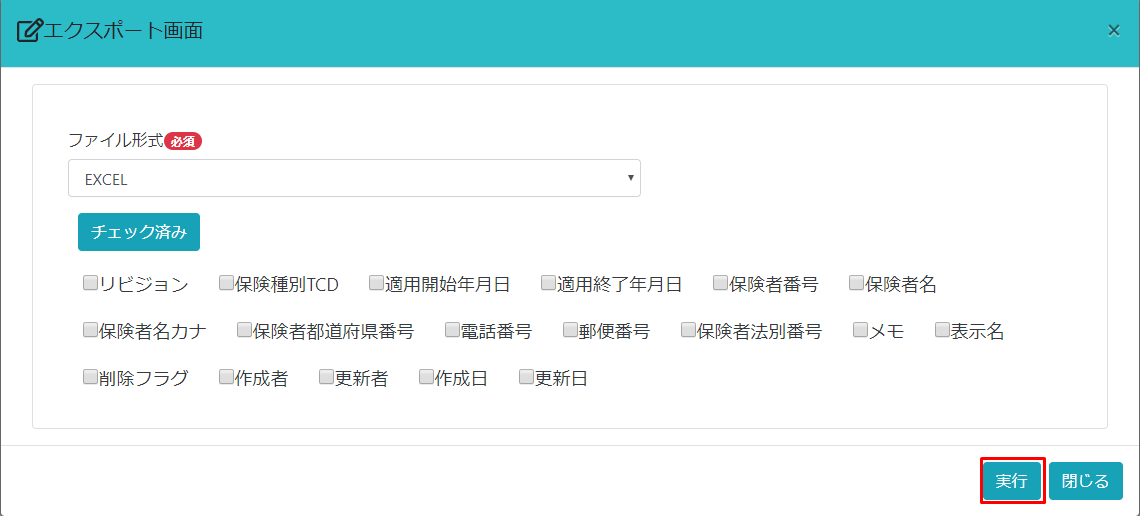 エクスポート画面 ×
ファイル形式 必須
EXCEL
チェック済み
リビジョン 保険種別TCD 適用開始年月日 適用終了年月日 保険者番号 保険者名
保険者名カナ 保険者都道府県番号 電話番号 郵便番号 保険者法別番号 メモ 表示名
削除フラグ 作成者 更新者 作成日 更新日
実行 閉じる